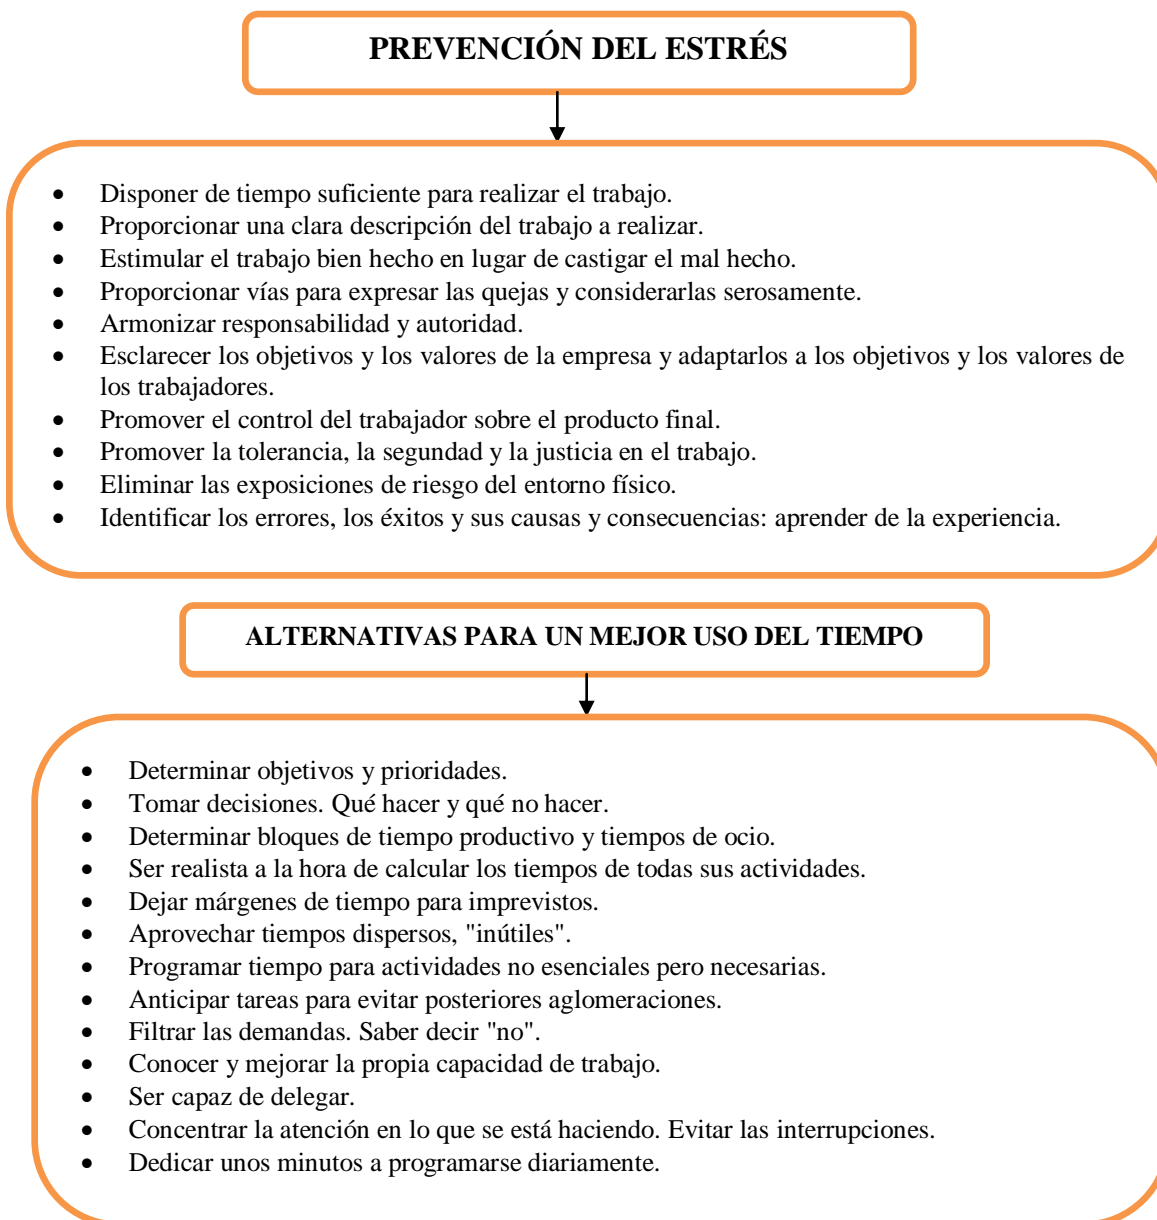 PREVENCIÓN DEL ESTRÉS
• Disponer de tiempo suficiente para realizar el trabajo.
• Proporcionar una clara descripción del trabajo a realizar.
• Estimular el trabajo bien hecho en lugar de castigar el mal hecho.
• Proporcionar vías para expresar las quejas y considerarlas serosamente.
• Armonizar responsabilidad y autoridad.
• Esclarecer los objetivos y los valores de la empresa y adaptarlos a los objetivos y los valores de
los trabajadores.
• Promover el control del trabajador sobre el producto final.
• Promover la tolerancia, la segundad y la justicia en el trabajo.
• Eliminar las exposiciones de riesgo del entorno físico.
• Identificar los errores, los éxitos y sus causas y consecuencias: aprender de la experiencia.
ALTERNATIVAS PARA UN MEJOR USO DEL TIEMPO
• Determinar objetivos y prioridades.
• Tomar decisiones. Qué hacer y qué no hacer.
• Determinar bloques de tiempo productivo y tiempos de ocio.
• Ser realista a la hora de calcular los tiempos de todas sus actividades.
• Dejar márgenes de tiempo para imprevistos.
• Aprovechar tiempos dispersos, "inútiles".
• Programar tiempo para actividades no esenciales pero necesarias.
• Anticipar tareas para evitar posteriores aglomeraciones.
• Filtrar las demandas. Saber decir "no".
• Conocer y mejorar la propia capacidad de trabajo.
• Ser capaz de delegar.
• Concentrar la atención en lo que se está haciendo. Evitar las interrupciones.
• Dedicar unos minutos a programarse diariamente.